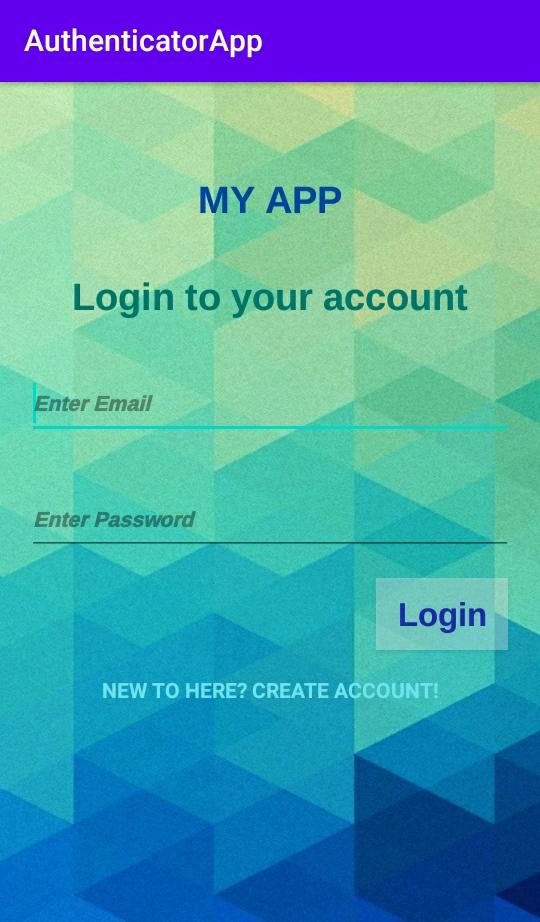 AuthenticatorApp
MY APP
Login to your account
Enter Email
Enter Password
Login
NEW TO HERE? CREATE ACCOUNT!